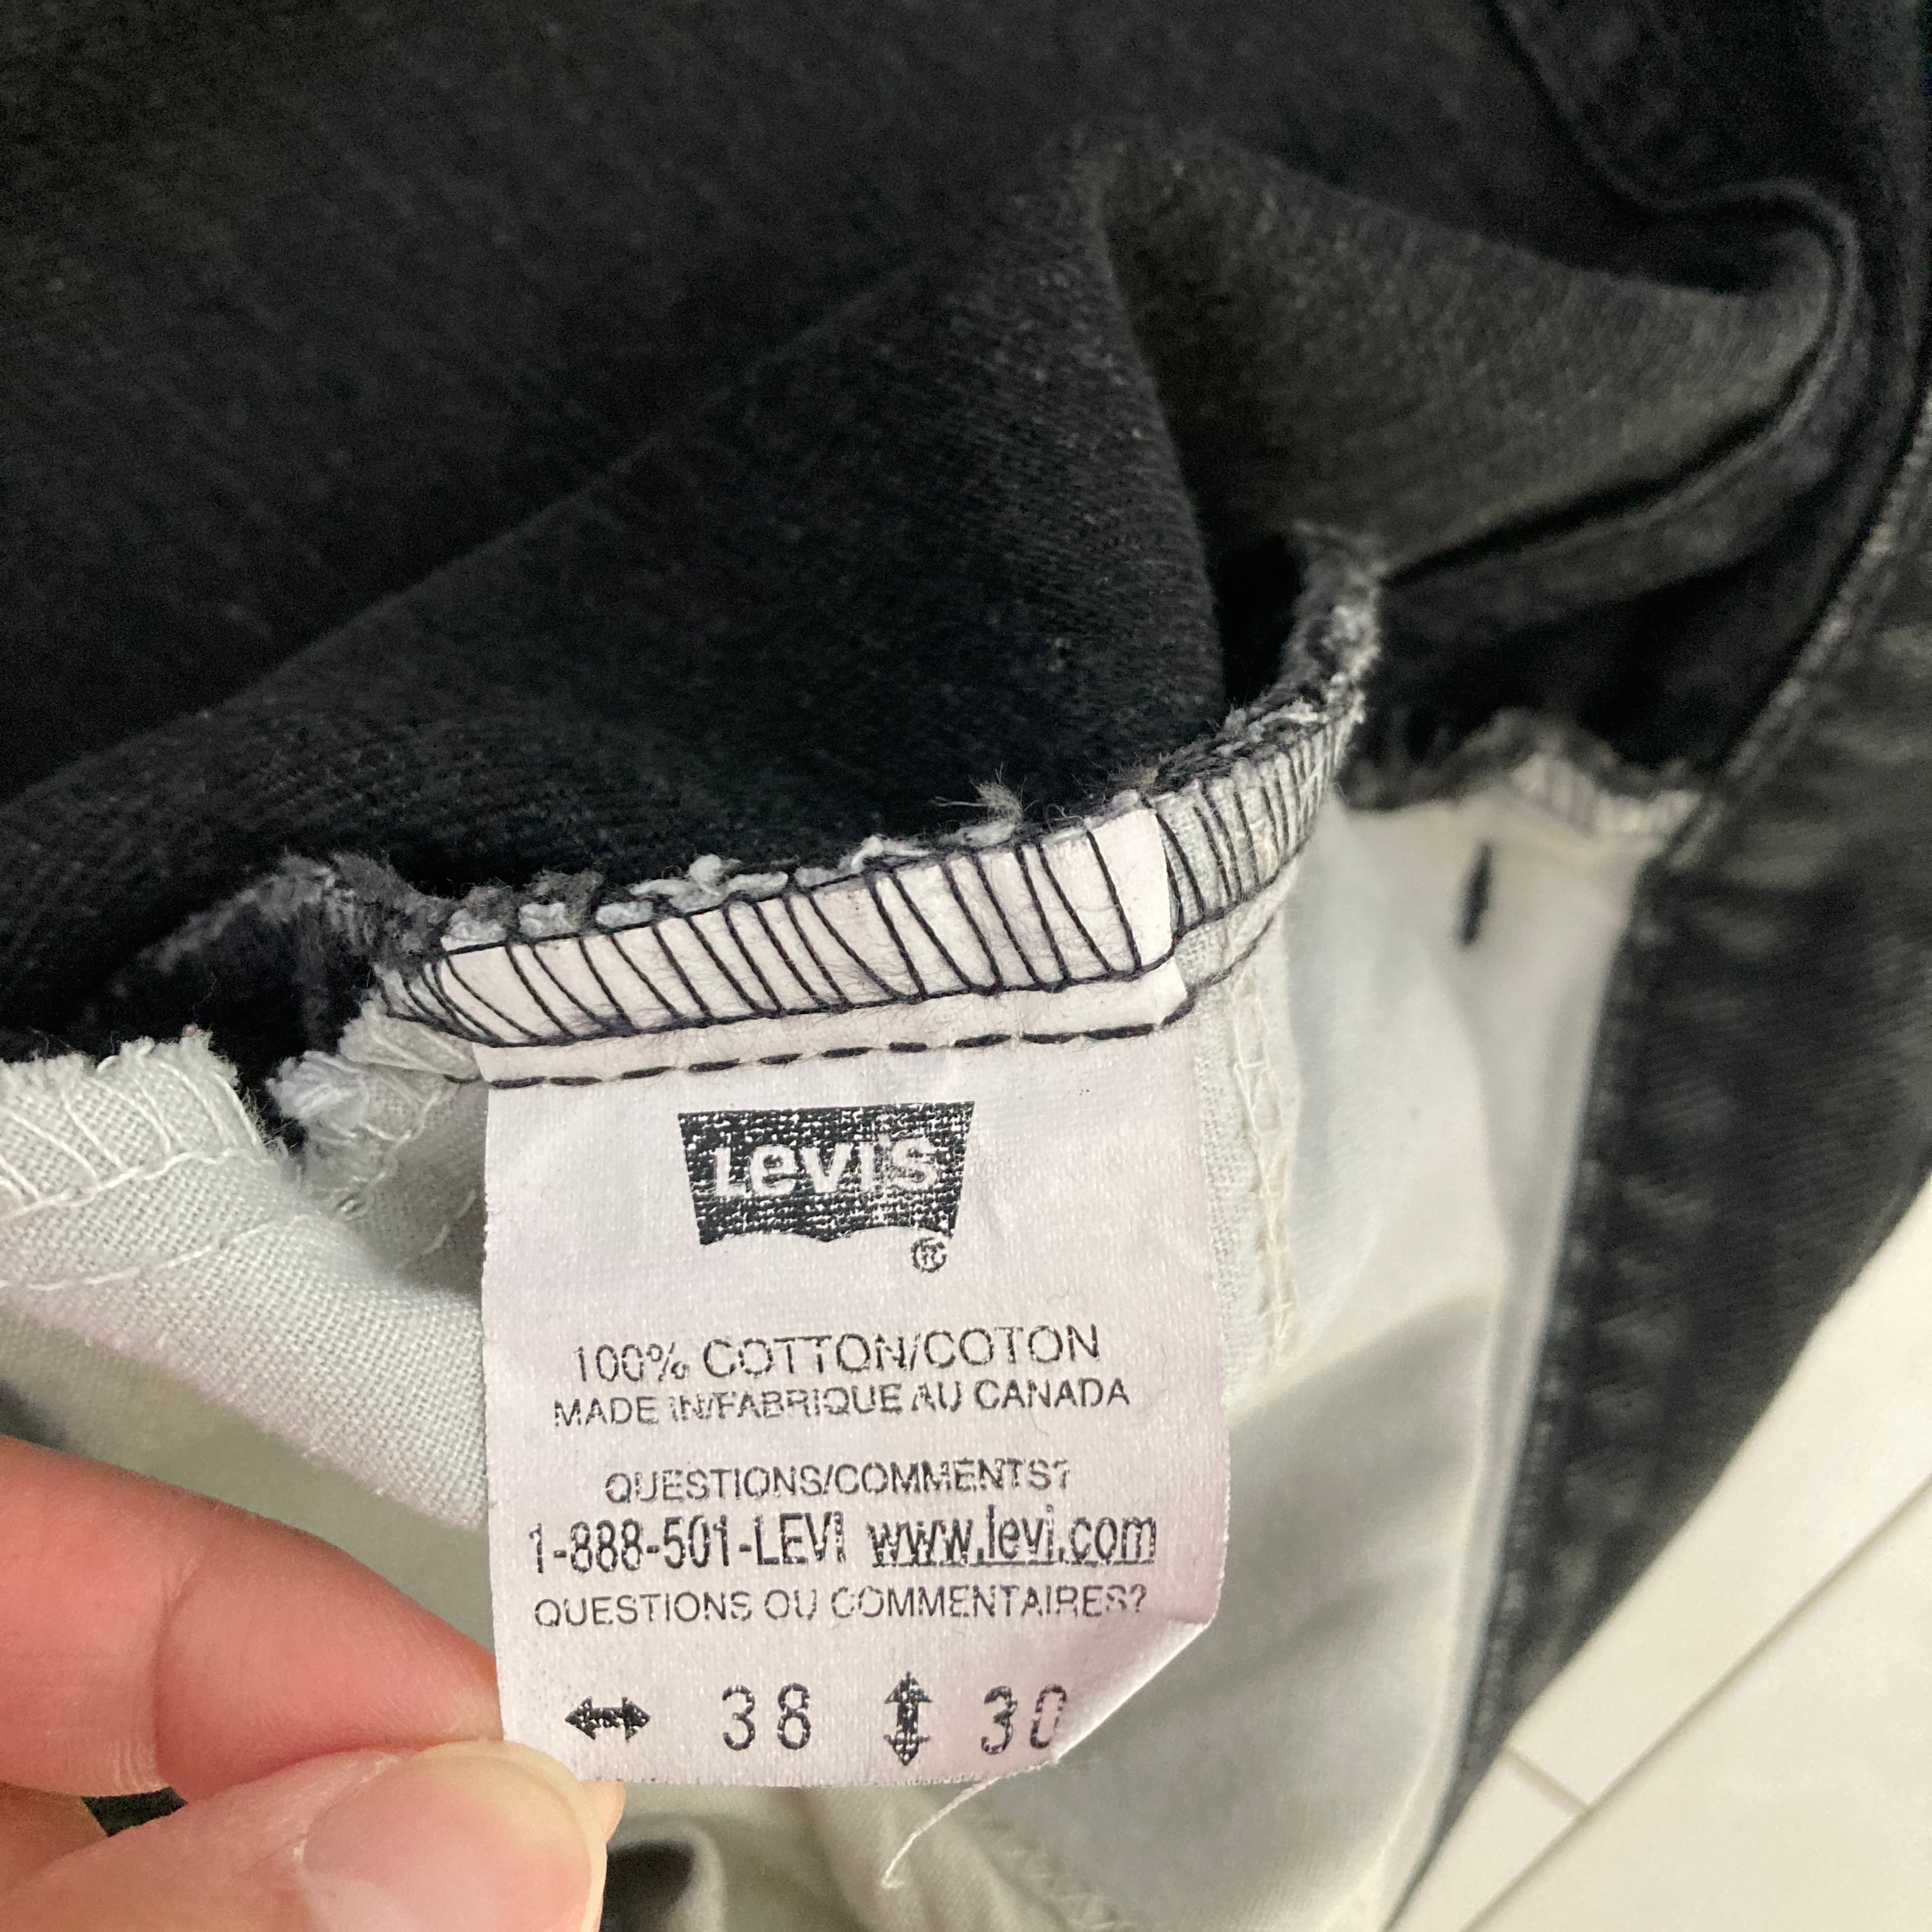 Levi's
100% COTTON/COTON
MADE IN/FABRIQUE AU CANADA
QUESTIONS/COMMENTS?
1-888-501-LEVI www.levi.com
QUESTIONS OU COMMENTAIRES?
↔ 38 ↕ 30